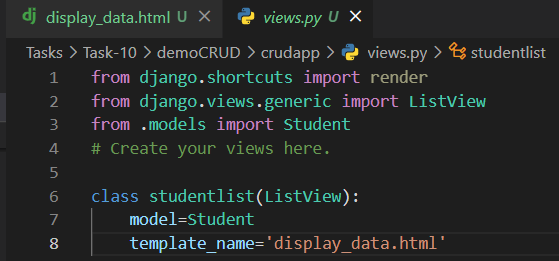 display_data.html U views.py U ×
Tasks > Task-10 > demoCRUD > crudapp > views.py > studentlist
1 from django.shortcuts import render
2 from django.views.generic import ListView
3 from .models import Student
4 # Create your views here.
5
6 class studentlist(ListView):
7 model=Student
8 template_name='display_data.html'